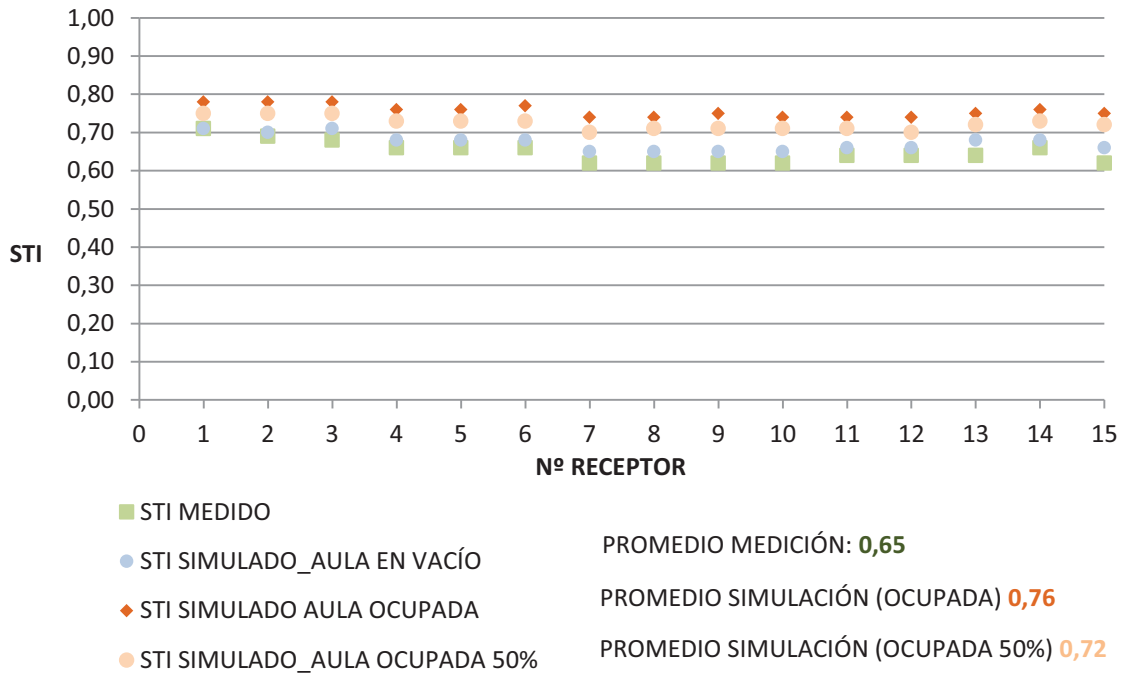 1,00
0,90
0,80
0,70
0,60
0,50
0,40
0,30
0,20
0,10
0,00
STI
0 1 2 3 4 5 6 7 8 9 10 11 12 13 14 15
Nº RECEPTOR
STI MEDIDO
STI SIMULADO_AULA EN VACÍO
STI SIMULADO AULA OCUPADA
STI SIMULADO_AULA OCUPADA 50%
PROMEDIO MEDICIÓN: 0,65
PROMEDIO SIMULACIÓN (OCUPADA) 0,76
PROMEDIO SIMULACIÓN (OCUPADA 50%) 0,72